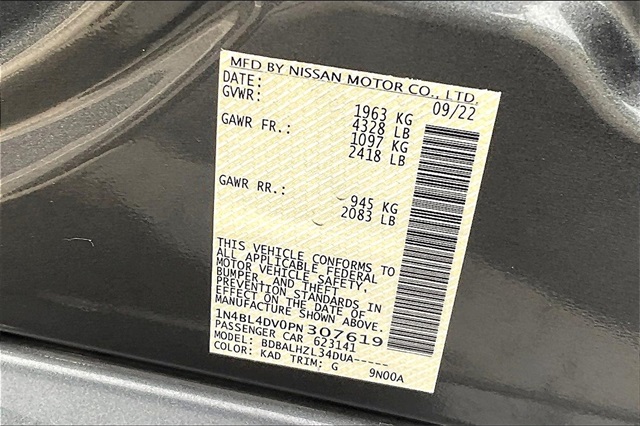 MFD BY NISSAN MOTOR CO., LTD.
DATE: 09/22
GVWR: 1963 KG
4328 LB
GAWR FR.: 1097 KG
2418 LB
GAWR RR.: 945 KG
2083 LB
THIS VEHICLE CONFORMS TO
ALL APPLICABLE FEDERAL
MOTOR VEHICLE SAFETY,
BUMPER, AND THEFT
PREVENTION STANDARDS IN
EFFECT ON THE DATE OF
MANUFACTURE SHOWN ABOVE.
1N4BL4DV0PN307619
PASSENGER CAR 623141
MODEL: BDBALHZL34DUA-----
COLOR: KAD TRIM: G 9N00A